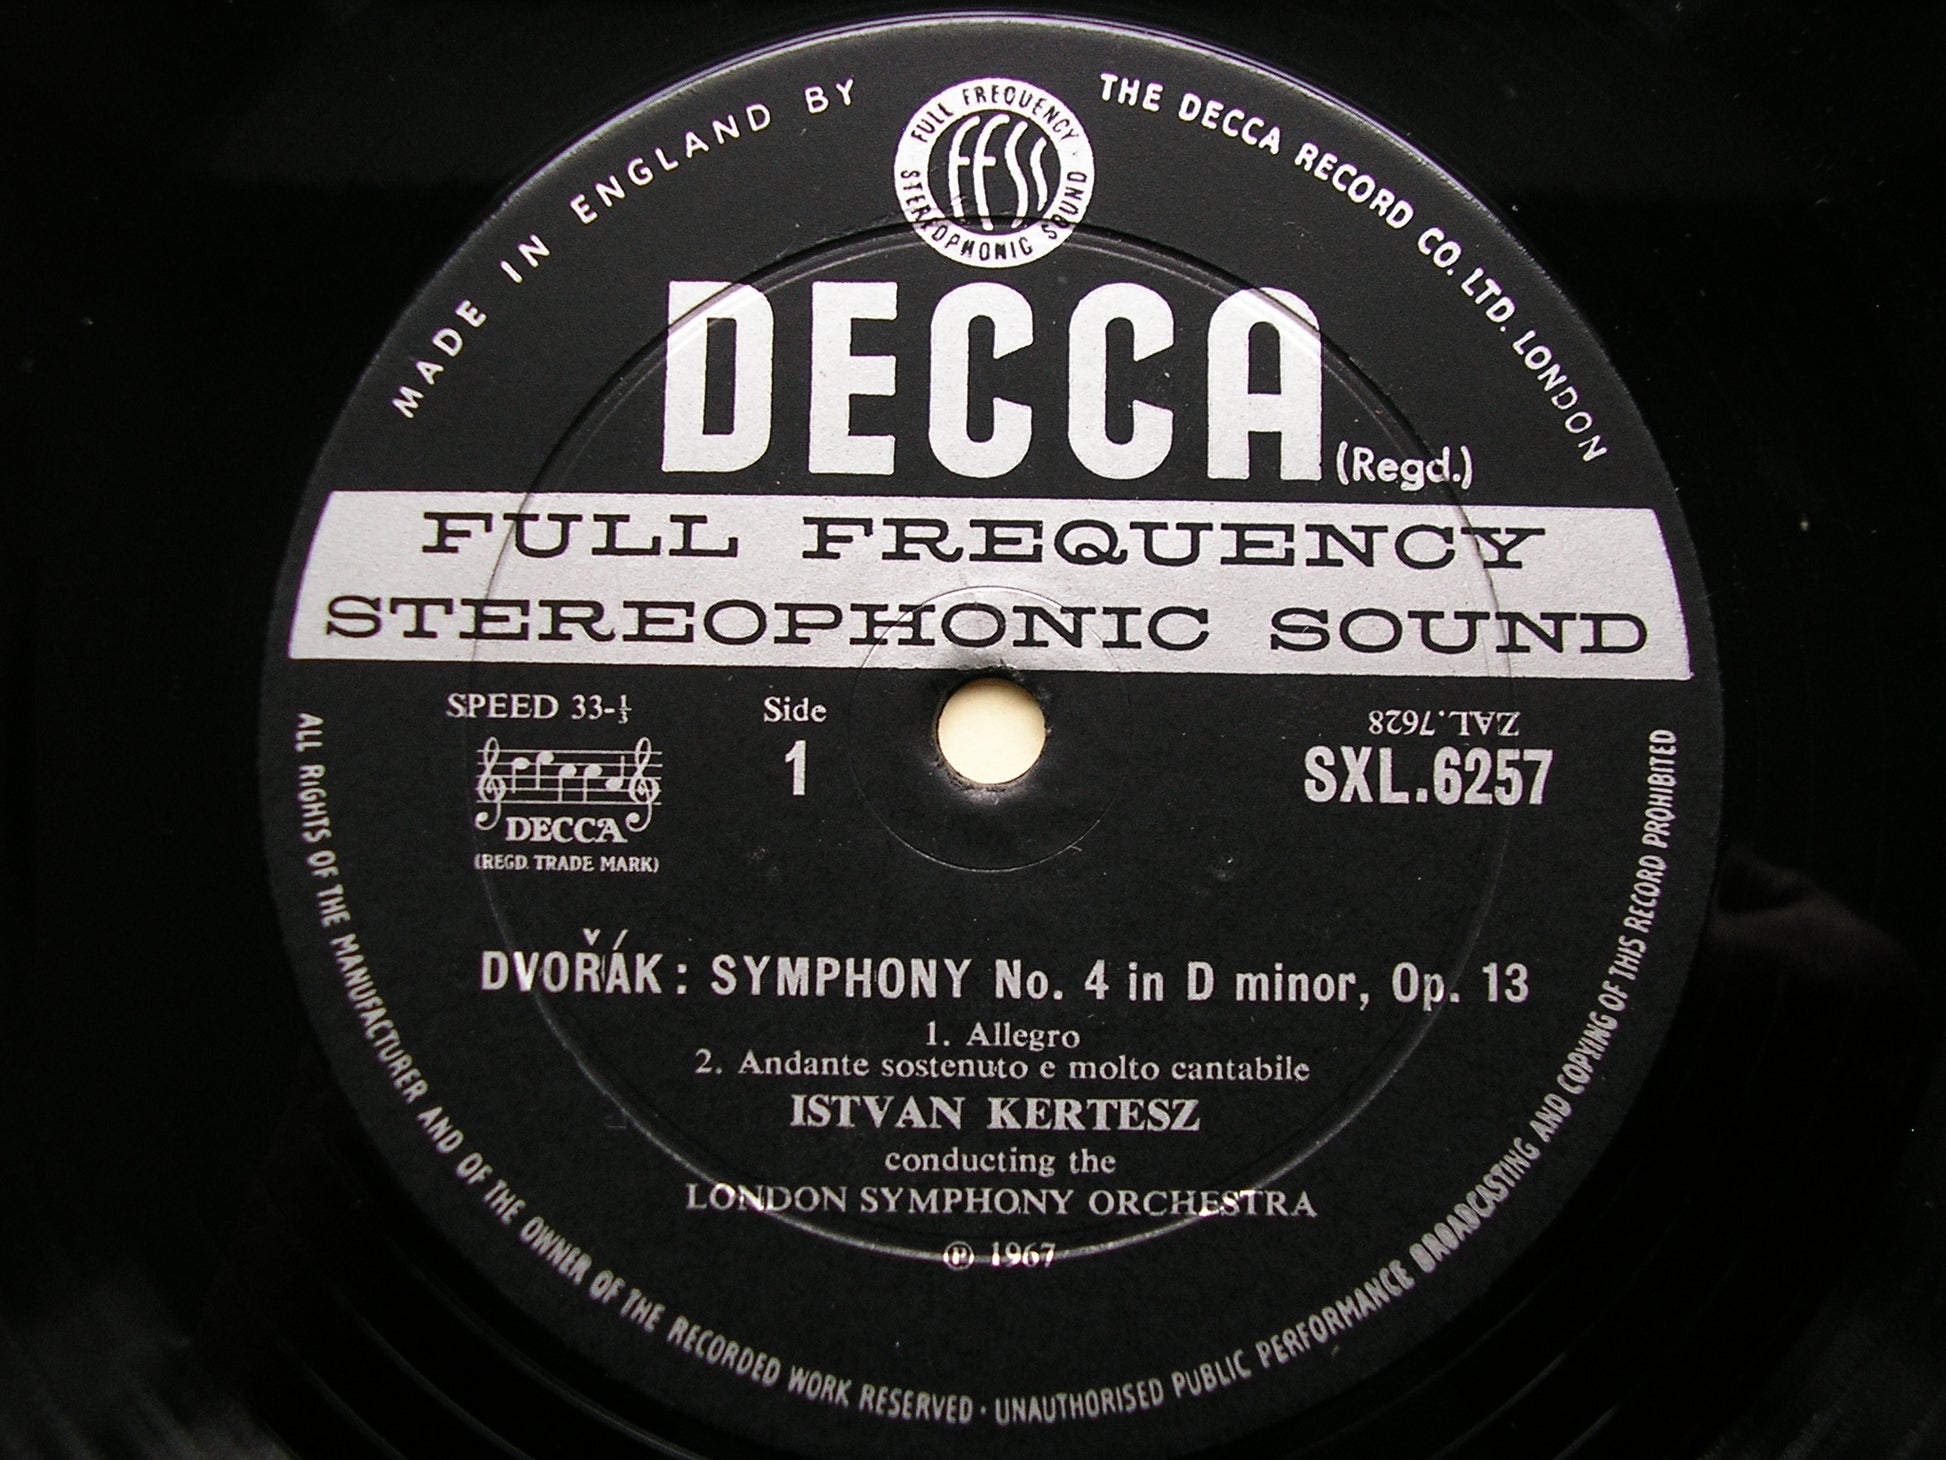 MADE IN ENGLAND BY
THE DECCA RECORD CO. LTD. LONDON
FULL FREQUENCY
STEREOPHONIC SOUND
FFSS
DECCA (Regd.)
FULL FREQUENCY
STEREOPHONIC SOUND
SPEED 33-⅓
Side
1
ZAL.7628
SXL.6257
DECCA
(REGD. TRADE MARK)
DVOŘÁK: SYMPHONY No. 4 in D minor, Op. 13
1. Allegro
2. Andante sostenuto e molto cantabile
ISTVAN KERTESZ
conducting the
LONDON SYMPHONY ORCHESTRA
℗ 1967
ALL RIGHTS OF THE MANUFACTURER AND OF THE OWNER OF THE RECORDED WORK RESERVED · UNAUTHORISED PUBLIC PERFORMANCE BROADCASTING AND COPYING OF THIS RECORD PROHIBITED